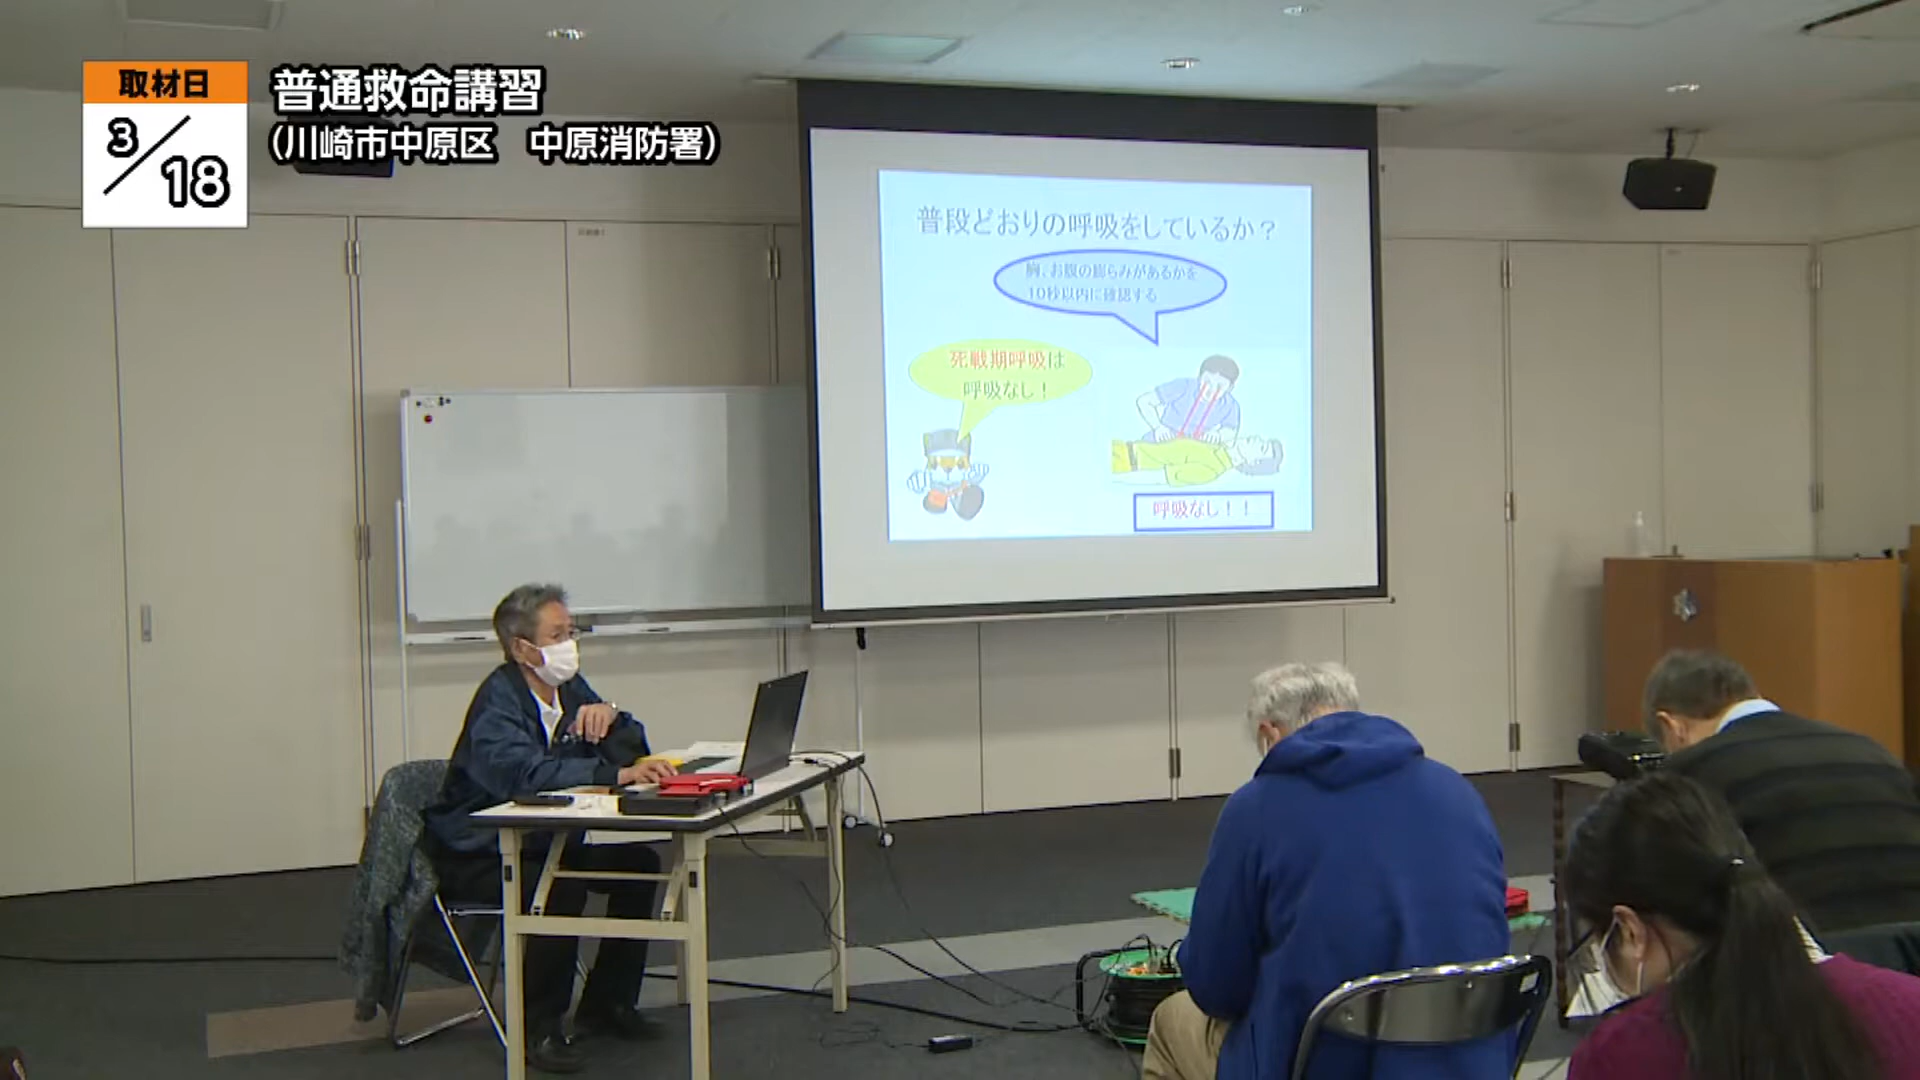 取材日
3/18
普通救命講習
(川崎市中原区　中原消防署)
普段どおりの呼吸をしているか？
胸、お腹の膨らみがあるかを
10秒以内に確認する
死戦期呼吸は
呼吸なし！
呼吸なし！！